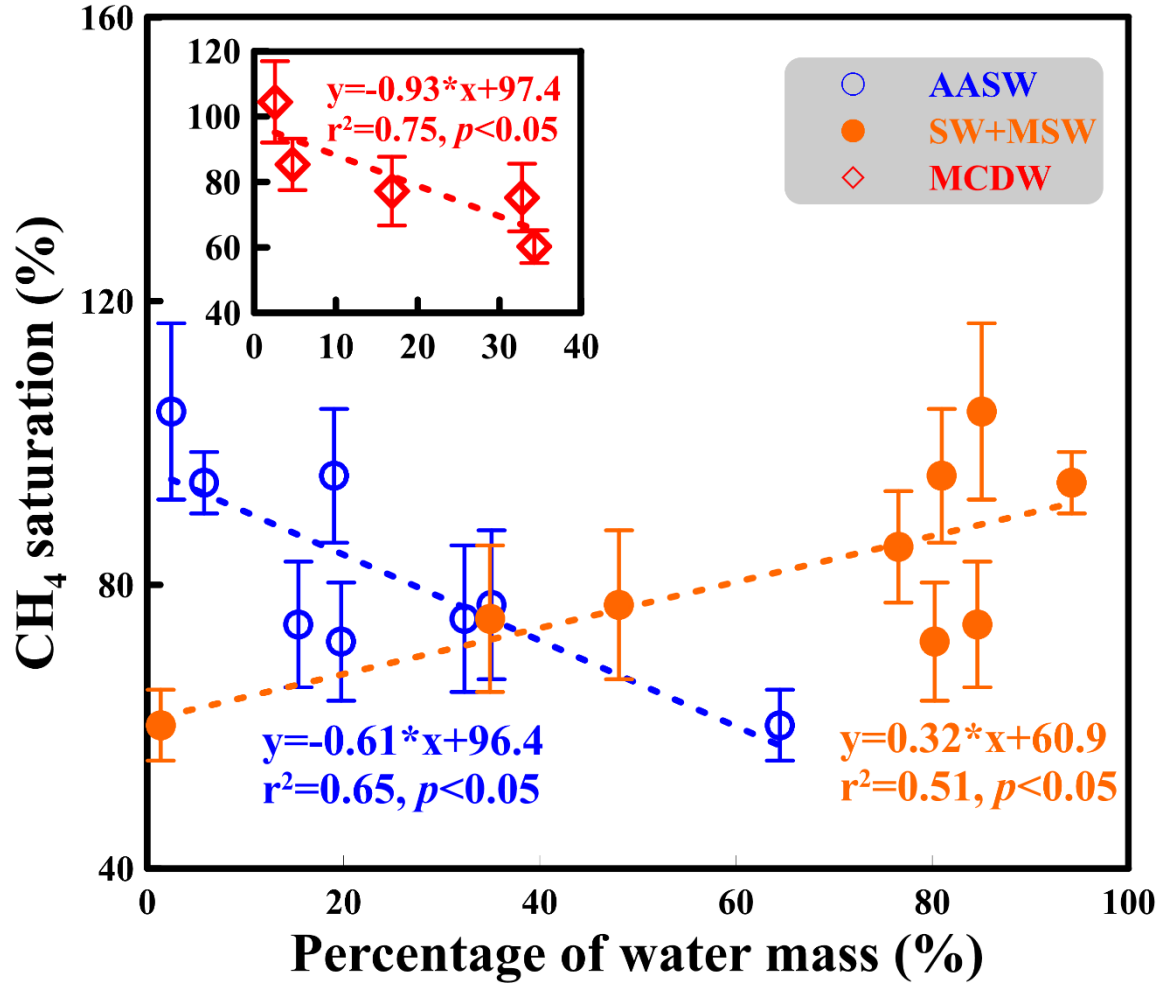 160
120
80
40
CH₄ saturation (%)
120
100
80
60
40
0
10
20
30
40
y=-0.93*x+97.4
r²=0.75, p<0.05
AASW
SW+MSW
MCDW
y=-0.61*x+96.4
r²=0.65, p<0.05
y=0.32*x+60.9
r²=0.51, p<0.05
0
20
40
60
80
100
Percentage of water mass (%)